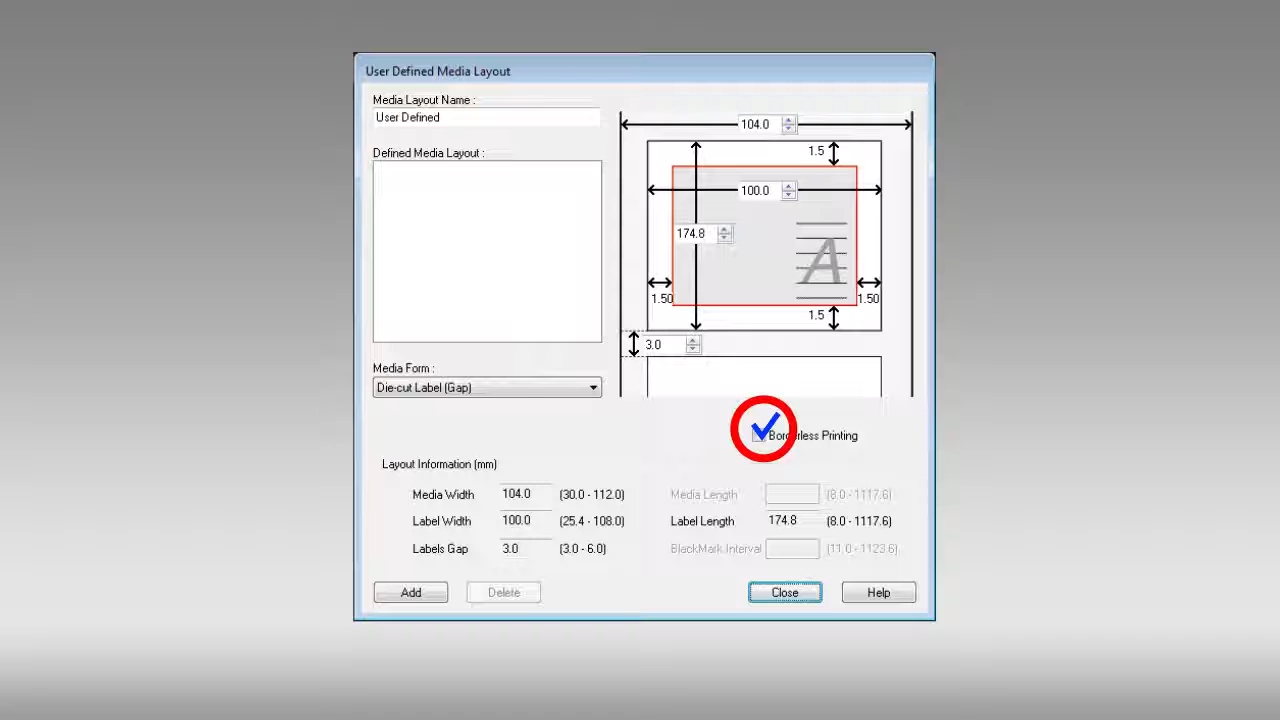 User Defined Media Layout
Media Layout Name :
User Defined
Defined Media Layout :
104.0
1.5
100.0
174.8
A
1.50
1.50
1.5
3.0
Media Form :
Die-cut Label (Gap)
Borderless Printing
Layout Information (mm)
Media Width 104.0 (30.0 - 112.0)
Media Length (8.0 - 1117.6)
Label Width 100.0 (25.4 - 108.0)
Label Length 174.8 (8.0 - 1117.6)
Labels Gap 3.0 (3.0 - 6.0)
BlackMark Interval (11.0 - 1123.6)
Add Delete Close Help